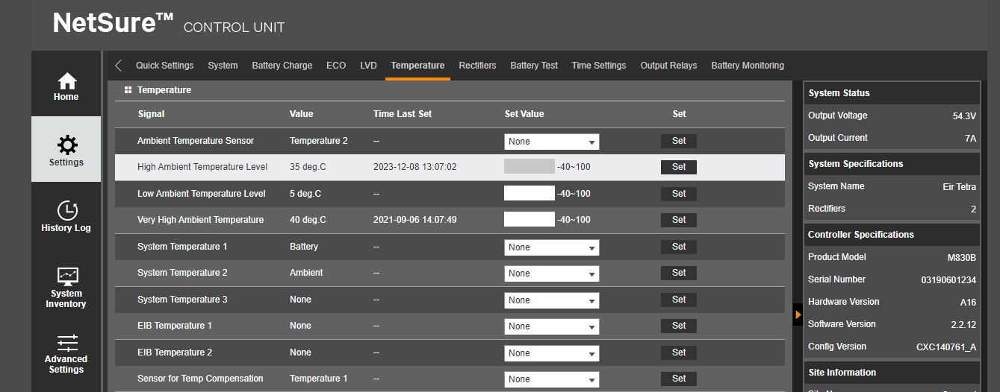 NetSure™ CONTROL UNIT
Quick Settings System Battery Charge ECO LVD Temperature Rectifiers Battery Test Time Settings Output Relays Battery Monitoring
Home
Settings
History Log
System
Inventory
Advanced
Settings
Temperature
Signal Value Time Last Set Set Value Set
Ambient Temperature Sensor Temperature 2 -- None Set
High Ambient Temperature Level 35 deg.C 2023-12-08 13:07:02 -40~100 Set
Low Ambient Temperature Level 5 deg.C -- -40~100 Set
Very High Ambient Temperature 40 deg.C 2021-09-06 14:07:49 -40~100 Set
System Temperature 1 Battery -- None Set
System Temperature 2 Ambient -- None Set
System Temperature 3 None -- None Set
EIB Temperature 1 None -- None Set
EIB Temperature 2 None -- None Set
Sensor for Temp Compensation Temperature 1 -- None Set
System Status
Output Voltage 54.3V
Output Current 7A
System Specifications
System Name Eir Tetra
Rectifiers 2
Controller Specifications
Product Model M830B
Serial Number 03190601234
Hardware Version A16
Software Version 2.2.12
Config Version CXC140761_A
Site Information